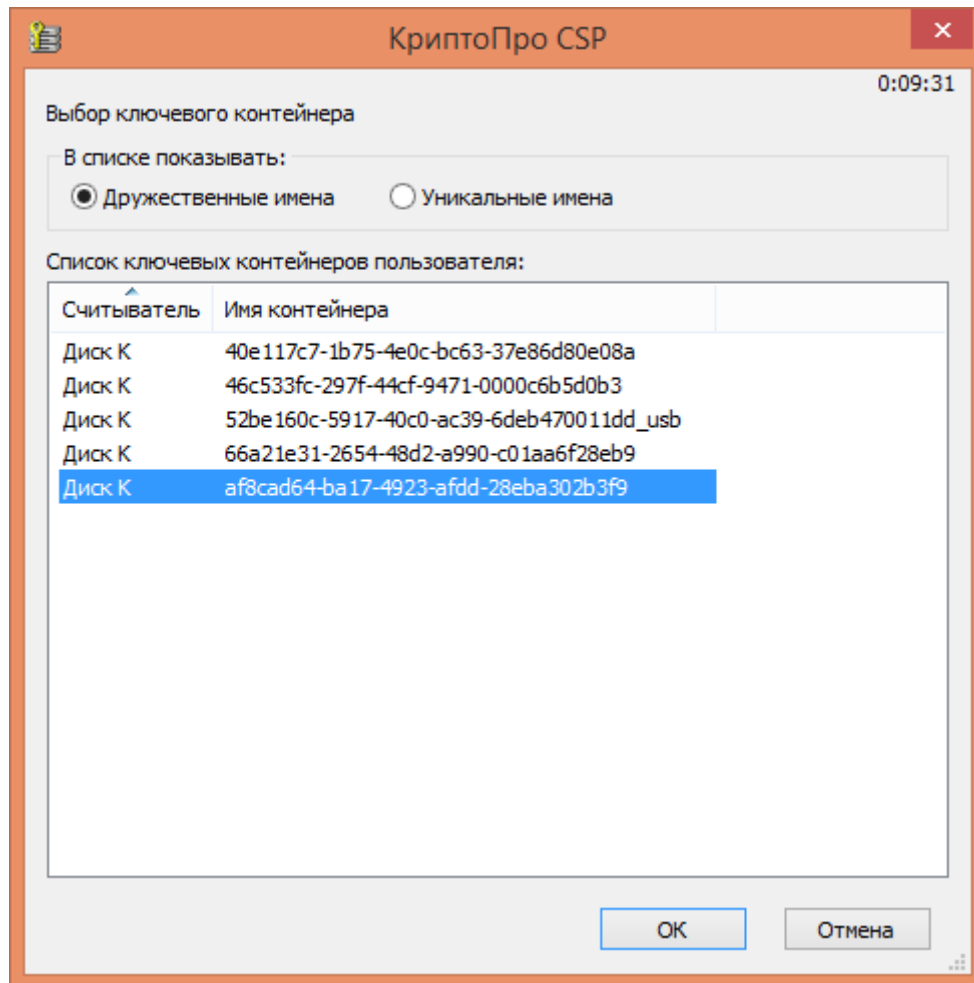 КриптоПро CSP
0:09:31
Выбор ключевого контейнера
В списке показывать:
Дружественные имена Уникальные имена
Список ключевых контейнеров пользователя:
Считыватель Имя контейнера
Диск K 40e117c7-1b75-4e0c-bc63-37e86d80e08a
Диск K 46c533fc-297f-44cf-9471-0000c6b5d0b3
Диск K 52be160c-5917-40c0-ac39-6deb470011dd_usb
Диск K 66a21e31-2654-48d2-a990-c01aa6f28eb9
Диск K af8cad64-ba17-4923-afdd-28eba302b3f9
ОК Отмена